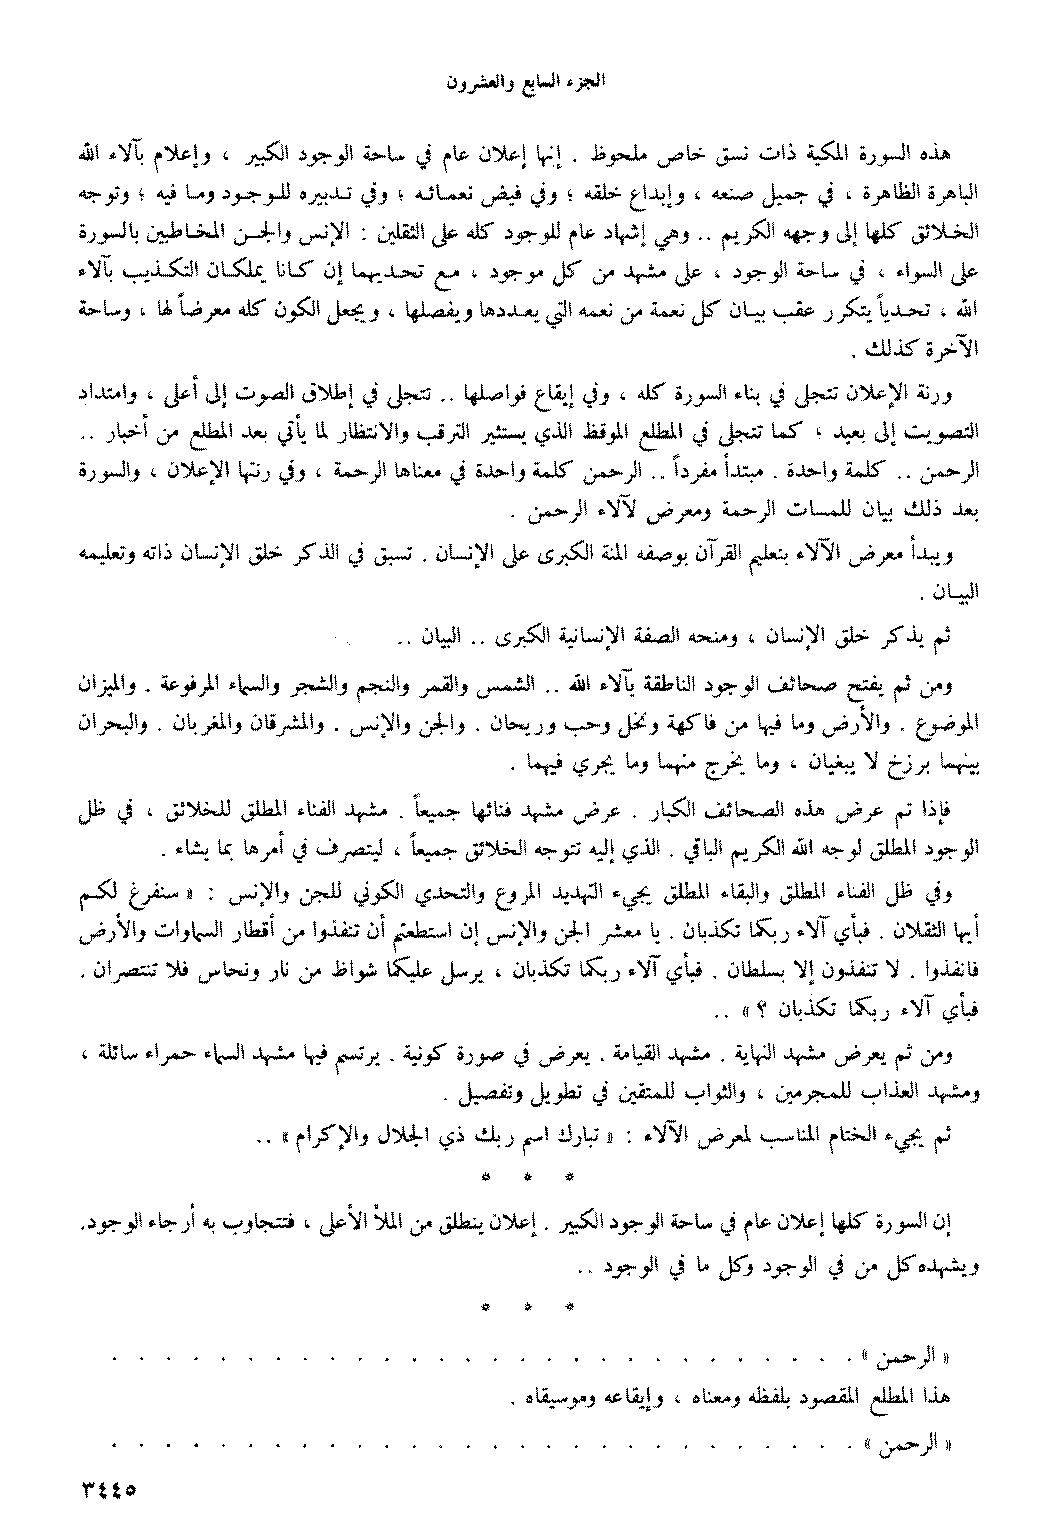 الجزء السابع والعشرون
هذه السورة المكية ذات نسق خاص ملحوظ . إنها إعلان عام في ساحة الوجود الكبير ، وإعلام بآلاء الله
الباهرة الظاهرة ، في جميل صنعه ، وإبداع خلقه ؛ وفي فيض نعمائه ؛ وفي تدبيره للوجود وما فيه ؛ وتوجه
الخلائق كلها إلى وجهه الكريم .. وهي إشهاد عام للوجود كله على الثقلين : الإنس والجن المخاطبين بالسورة
على السواء ، في ساحة الوجود ، على مشهد من كل موجود ، مع تحديهما إن كانا يملكان التكذيب بآلاء
الله ، تحدياً يتكرر عقب بيان كل نعمة من نعمه التي يعددها ويفصلها ، ويجعل الكون كله معرضاً لها ، وساحة
الآخرة كذلك .
ورنة الإعلان تتجلى في بناء السورة كله ، وفي إيقاع فواصلها .. تتجلى في إطلاق الصوت إلى أعلى ، وامتداد
التصويت إلى بعيد ؛ كما تتجلى في المطلع الموقظ الذي يستثير الترقب والانتظار لما يأتي بعد المطلع من أخبار ..
الرحمن .. كلمة واحدة . مبتدأ مفرداً .. الرحمن كلمة واحدة في معناها الرحمة ، وفي رنتها الإعلان ، والسورة
بعد ذلك بيان للمسات الرحمة ومعرض لآلاء الرحمن .
ويبدأ معرض الآلاء بتعليم القرآن بوصفه المنة الكبرى على الإنسان . تسبق في الذكر خلق الإنسان ذاته وتعليمه
البيان .
ثم يذكر خلق الإنسان ، ومنحه الصفة الإنسانية الكبرى .. البيان ..
ومن ثم يفتح صحائف الوجود الناطقة بآلاء الله .. الشمس والقمر والنجم والشجر والسماء المرفوعة . والميزان
الموضوع . والأرض وما فيها من فاكهة ونخل وحب وريحان . والجن والإنس . والمشرقان والمغربان . والبحران
بينهما برزخ لا يبغيان ، وما يخرج منهما وما يجري فيهما .
فإذا تم عرض هذه الصحائف الكبار . عرض مشهد فنائها جميعاً . مشهد الفناء المطلق للخلائق ، في ظل
الوجود المطلق لوجه الله الكريم الباقي . الذي إليه تتوجه الخلائق جميعاً ، ليتصرف في أمرها بما يشاء .
وفي ظل الفناء المطلق والبقاء المطلق يجيء التهديد المروع والتحدي الكوني للجن والإنس : « سنفرغ لكم
أيها الثقلان . فبأي آلاء ربكما تكذبان . يا معشر الجن والإنس إن استطعتم أن تنفذوا من أقطار السماوات والأرض
فانفذوا . لا تنفذون إلا بسلطان . فبأي آلاء ربكما تكذبان ، يرسل عليكما شواظ من نار ونحاس فلا تنتصران .
فبأي آلاء ربكما تكذبان ؟ » ..
ومن ثم يعرض مشهد النهاية . مشهد القيامة . يعرض في صورة كونية . يرتسم فيها مشهد السماء حمراء سائلة ،
ومشهد العذاب للمجرمين ، والثواب للمتقين في تطويل وتفصيل .
ثم يجيء الختام المناسب لمعرض الآلاء : « تبارك اسم ربك ذي الجلال والإكرام » ..
* * *
إن السورة كلها إعلان عام في ساحة الوجود الكبير . إعلان ينطلق من الملأ الأعلى ، فتتجاوب به أرجاء الوجود.
ويشهده كل من في الوجود وكل ما في الوجود ..
* * *
« الرحمن » . . . . . . . . . . . . . . . . . . . . . . . . . . . .
هذا المطلع المقصود بلفظه ومعناه ، وإيقاعه وموسيقاه .
« الرحمن » . . . . . . . . . . . . . . . . . . . . . . . . . . . .
٣٤٤٥